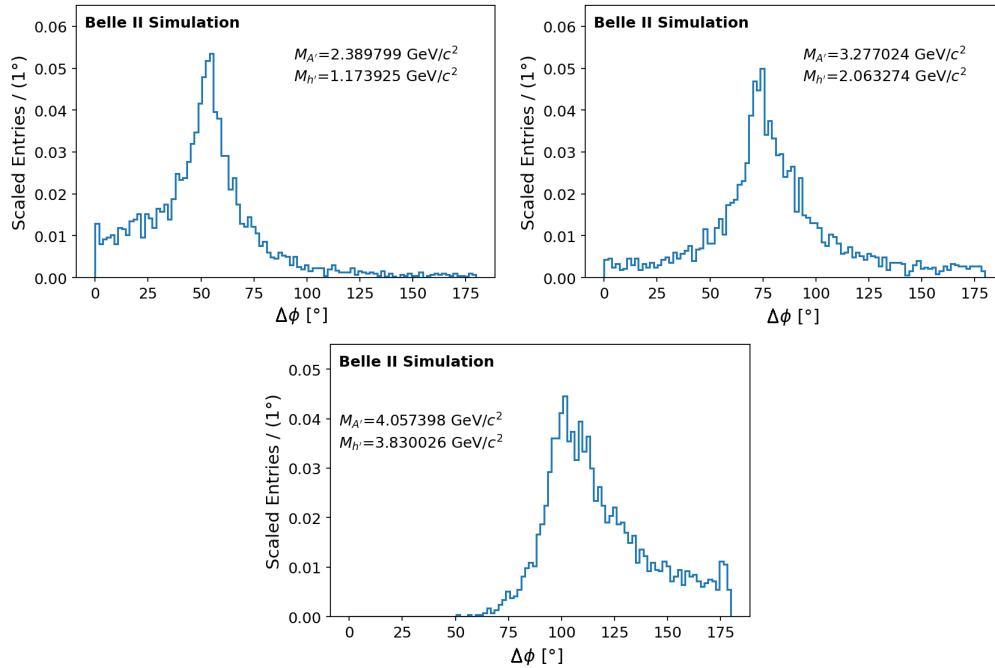 Belle II Simulation
M_A′=2.389799 GeV/c²
M_h′=1.173925 GeV/c²
Scaled Entries / (1°)
0.06
0.05
0.04
0.03
0.02
0.01
0.00
0 25 50 75 100 125 150 175
Δϕ [°]
Belle II Simulation
M_A′=3.277024 GeV/c²
M_h′=2.063274 GeV/c²
Scaled Entries / (1°)
0.06
0.05
0.04
0.03
0.02
0.01
0.00
0 25 50 75 100 125 150 175
Δϕ [°]
Belle II Simulation
M_A′=4.057398 GeV/c²
M_h′=3.830026 GeV/c²
Scaled Entries / (1°)
0.05
0.04
0.03
0.02
0.01
0.00
0 25 50 75 100 125 150 175
Δϕ [°]